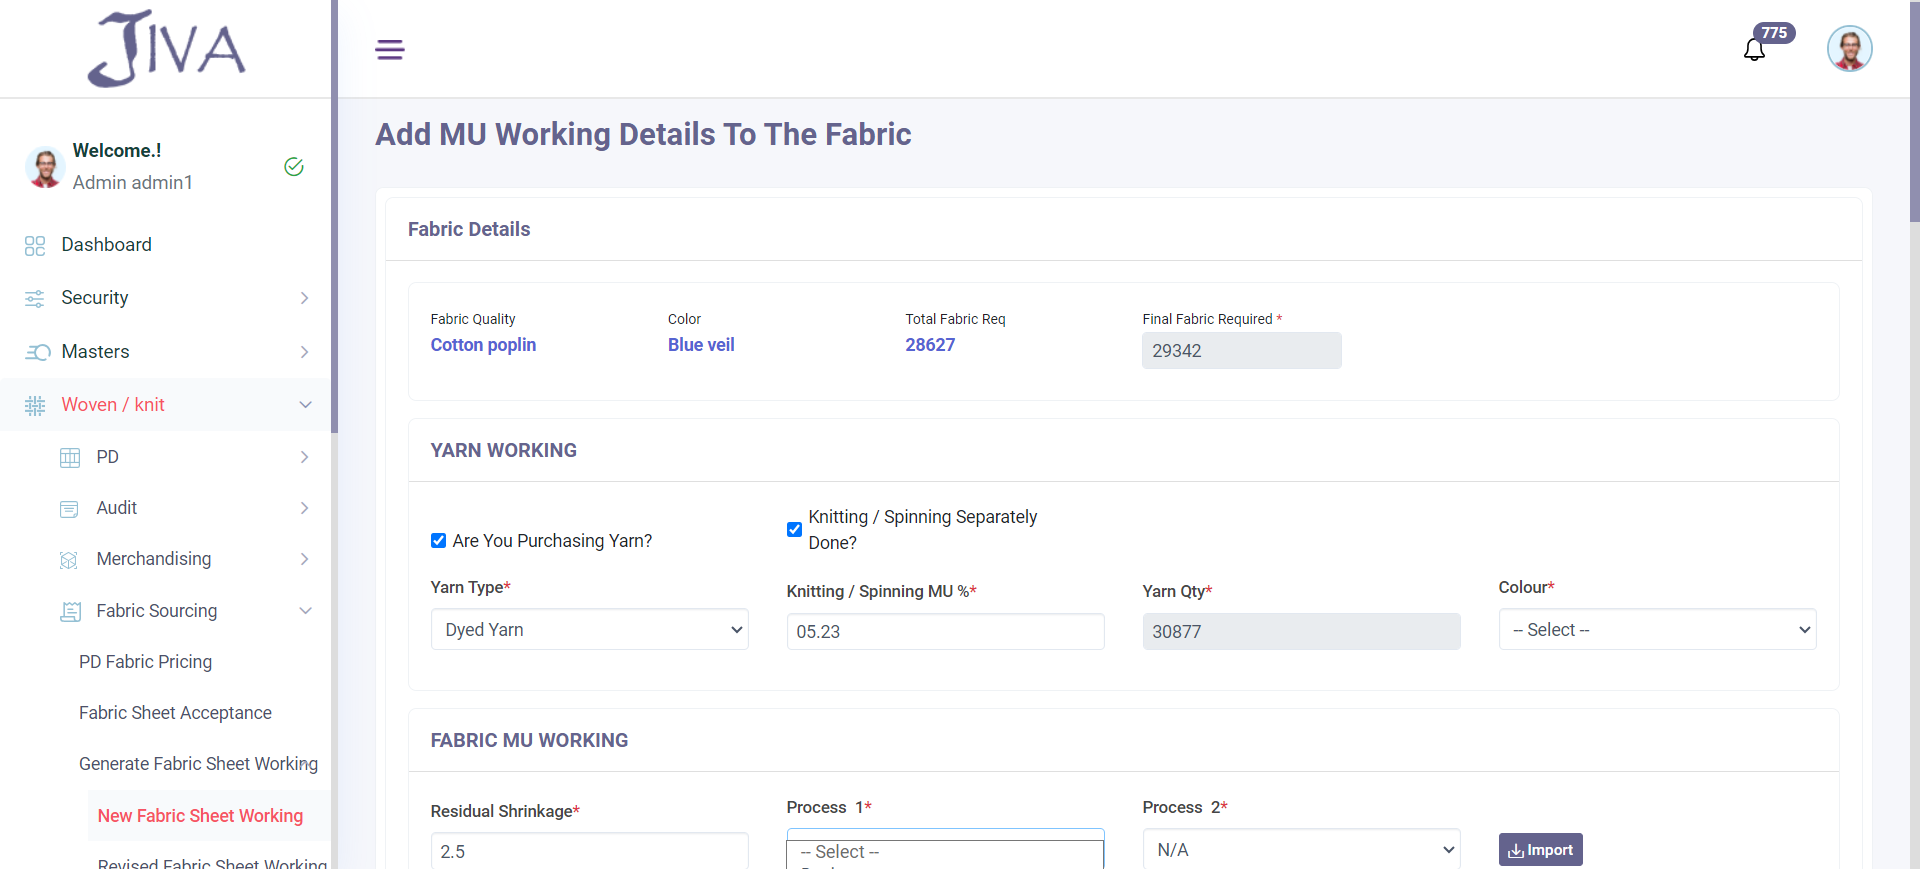 JIVA
775
Welcome.!
Admin admin1
Dashboard
Security
Masters
Woven / knit
PD
Audit
Merchandising
Fabric Sourcing
PD Fabric Pricing
Fabric Sheet Acceptance
Generate Fabric Sheet Working
New Fabric Sheet Working
Revised Fabric Sheet Working
Add MU Working Details To The Fabric
Fabric Details
Fabric Quality
Cotton poplin
Color
Blue veil
Total Fabric Req
28627
Final Fabric Required *
29342
YARN WORKING
Are You Purchasing Yarn?
Knitting / Spinning Separately
Done?
Yarn Type*
Dyed Yarn
Knitting / Spinning MU %*
05.23
Yarn Qty*
30877
Colour*
-- Select --
FABRIC MU WORKING
Residual Shrinkage*
2.5
Process 1*
-- Select --
Process 2*
N/A
Import